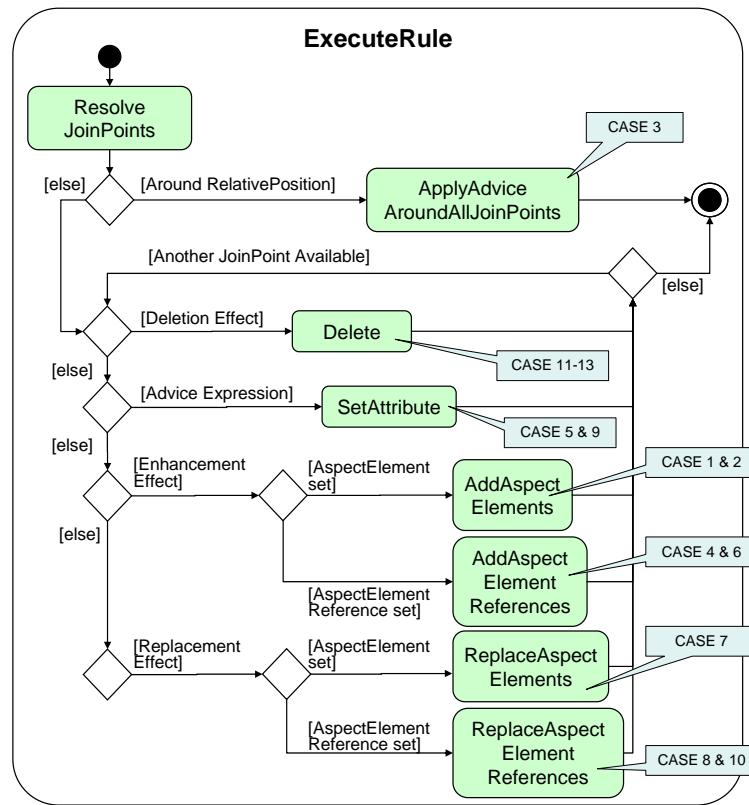 ExecuteRule
Resolve
JoinPoints
CASE 3
[else]
[Around RelativePosition]
ApplyAdvice
AroundAllJoinPoints
[Another JoinPoint Available]
[else]
[Deletion Effect]
Delete
CASE 11-13
[else]
[Advice Expression]
SetAttribute
CASE 5 & 9
[else]
[Enhancement
Effect]
[AspectElement
set]
AddAspect
Elements
CASE 1 & 2
[else]
AddAspect
Element
References
CASE 4 & 6
[AspectElement
Reference set]
[Replacement
Effect]
[AspectElement
set]
ReplaceAspect
Elements
CASE 7
[AspectElement
Reference set]
ReplaceAspect
Element
References
CASE 8 & 10